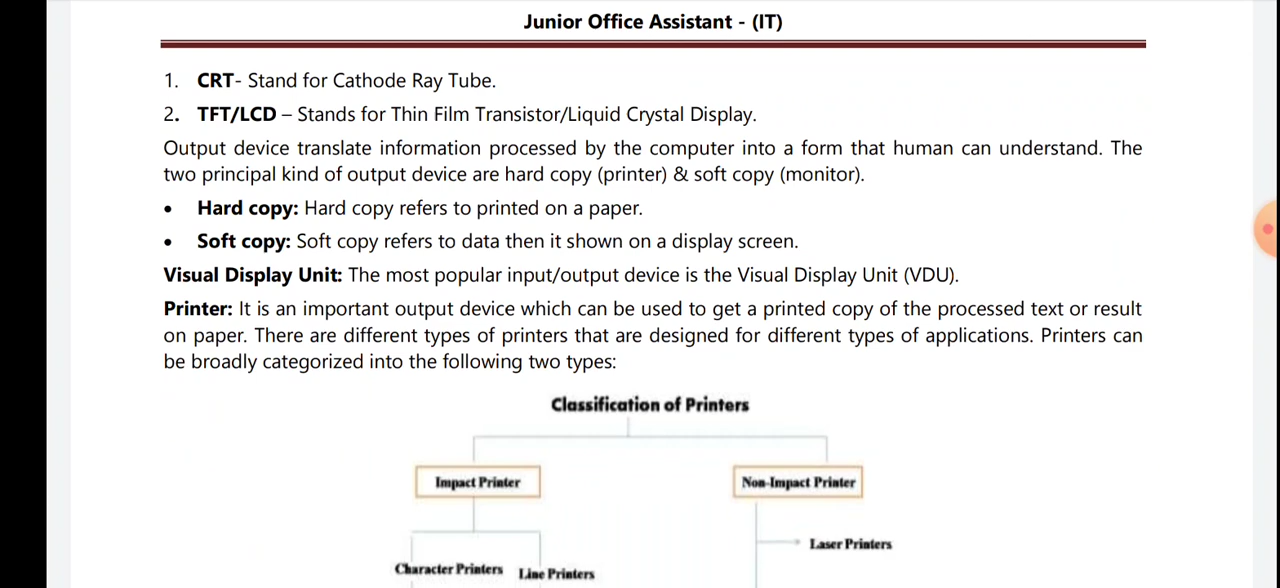 Junior Office Assistant - (IT)
1. CRT- Stand for Cathode Ray Tube.
2. TFT/LCD – Stands for Thin Film Transistor/Liquid Crystal Display.
Output device translate information processed by the computer into a form that human can understand. The
two principal kind of output device are hard copy (printer) & soft copy (monitor).
• Hard copy: Hard copy refers to printed on a paper.
• Soft copy: Soft copy refers to data then it shown on a display screen.
Visual Display Unit: The most popular input/output device is the Visual Display Unit (VDU).
Printer: It is an important output device which can be used to get a printed copy of the processed text or result
on paper. There are different types of printers that are designed for different types of applications. Printers can
be broadly categorized into the following two types:
Classification of Printers
Impact Printer
Non-Impact Printer
Laser Printers
Character Printers
Line Printers